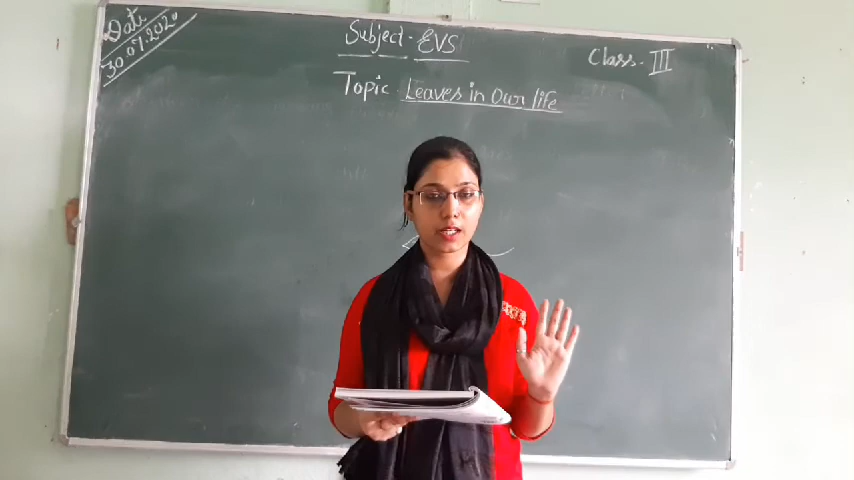 Date
30.07.2020
Subject - EVS
Class - III
Topic - Leaves in Our life